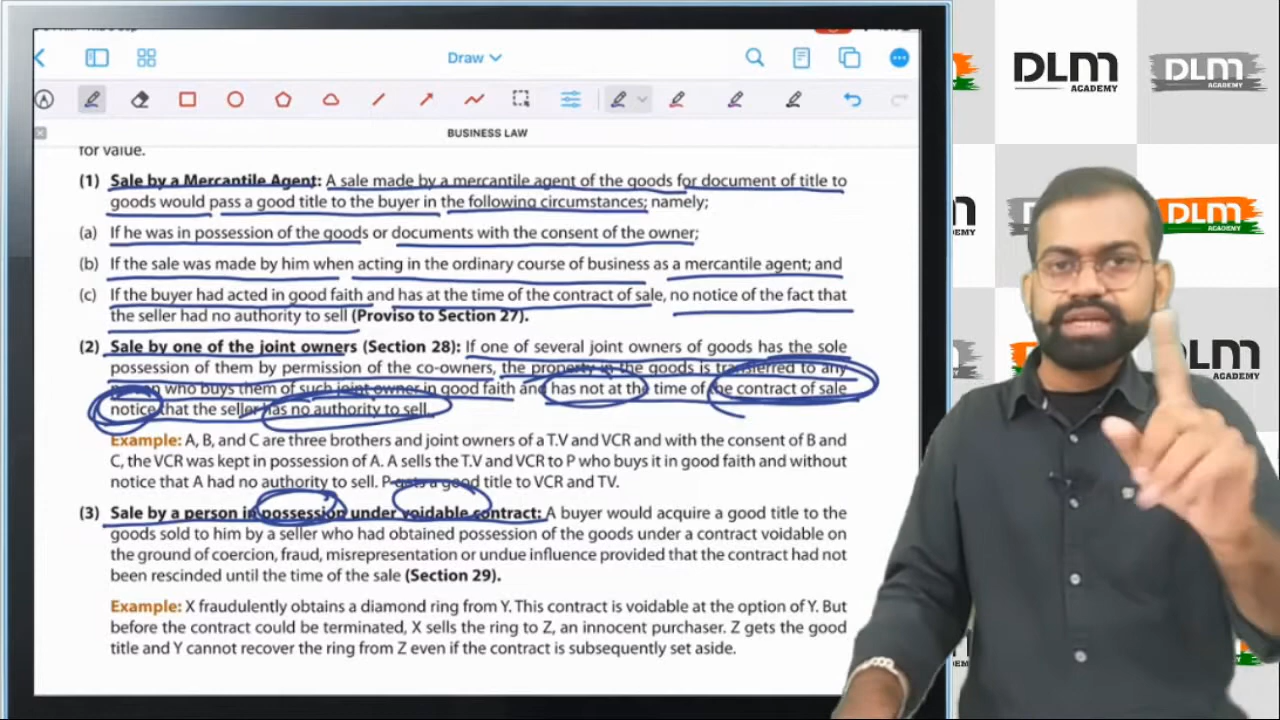 Draw
DLM
ACADEMY
DLM
ACADEMY
BUSINESS LAW
for value.
(1) Sale by a Mercantile Agent: A sale made by a mercantile agent of the goods for document of title to
goods would pass a good title to the buyer in the following circumstances; namely;
(a) If he was in possession of the goods or documents with the consent of the owner;
(b) If the sale was made by him when acting in the ordinary course of business as a mercantile agent; and
(c) If the buyer had acted in good faith and has at the time of the contract of sale, no notice of the fact that
the seller had no authority to sell (Proviso to Section 27).
(2) Sale by one of the joint owners (Section 28): If one of several joint owners of goods has the sole
possession of them by permission of the co-owners, the property in the goods is transferred to any
person who buys them of such joint owner in good faith and has not at the time of the contract of sale
notice that the seller has no authority to sell.
Example: A, B, and C are three brothers and joint owners of a T.V and VCR and with the consent of B and
C, the VCR was kept in possession of A. A sells the T.V and VCR to P who buys it in good faith and without
notice that A had no authority to sell. P gets a good title to VCR and TV.
(3) Sale by a person in possession under voidable contract: A buyer would acquire a good title to the
goods sold to him by a seller who had obtained possession of the goods under a contract voidable on
the ground of coercion, fraud, misrepresentation or undue influence provided that the contract had not
been rescinded until the time of the sale (Section 29).
Example: X fraudulently obtains a diamond ring from Y. This contract is voidable at the option of Y. But
before the contract could be terminated, X sells the ring to Z, an innocent purchaser. Z gets the good
title and Y cannot recover the ring from Z even if the contract is subsequently set aside.
DLM
ACADEMY
DLM
ACADEMY